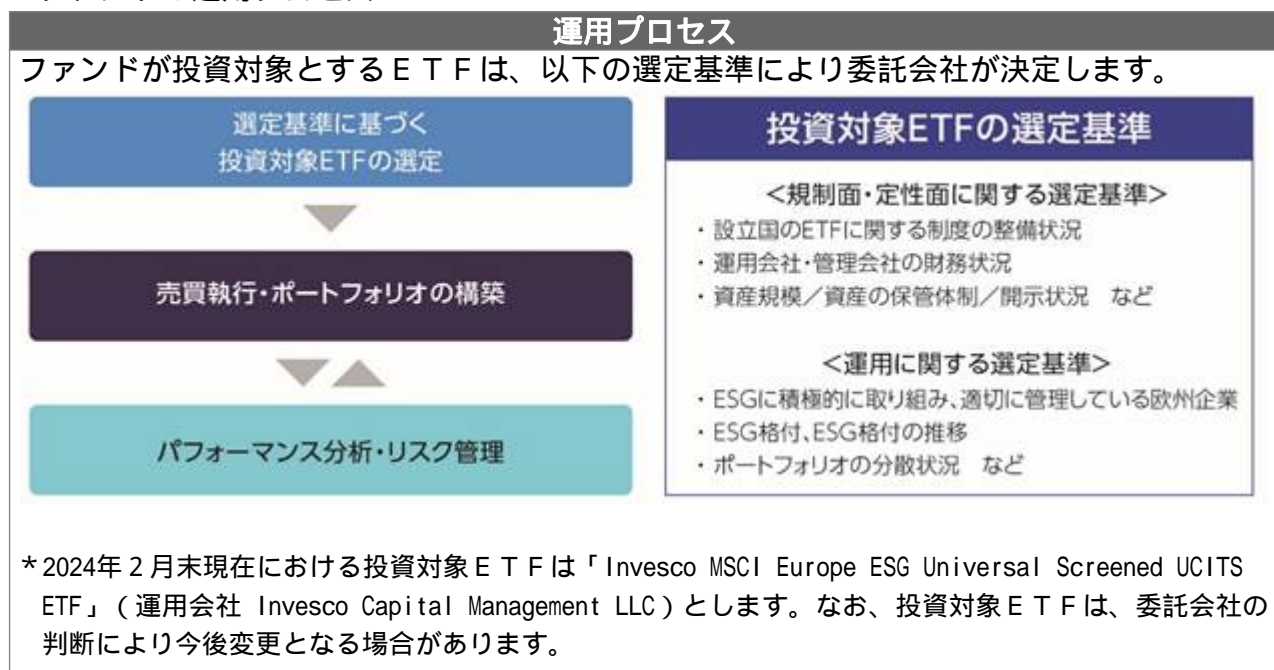 運用プロセス
ファンドが投資対象とするＥＴＦは、以下の選定基準により委託会社が決定します。
選定基準に基づく
投資対象ETFの選定
売買執行・ポートフォリオの構築
パフォーマンス分析・リスク管理
投資対象ETFの選定基準
＜規制面・定性面に関する選定基準＞
・設立国のETFに関する制度の整備状況
・運用会社・管理会社の財務状況
・資産規模／資産の保管体制／開示状況　など
＜運用に関する選定基準＞
・ESGに積極的に取り組み、適切に管理している欧州企業
・ESG格付、ESG格付の推移
・ポートフォリオの分散状況　など
＊2024年２月末現在における投資対象ＥＴＦは「Invesco MSCI Europe ESG Universal Screened UCITS
ETF」（運用会社 Invesco Capital Management LLC）とします。なお、投資対象ＥＴＦは、委託会社の
判断により今後変更となる場合があります。